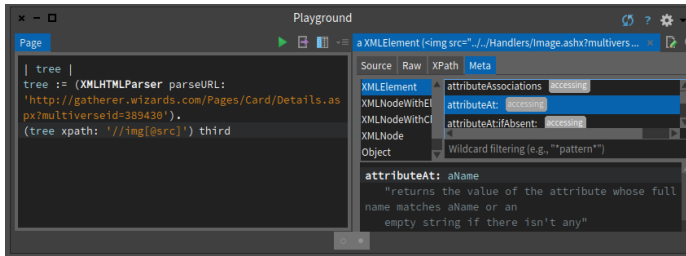 Playground
?
Page
a XMLElement (<img src="../../Handlers/Image.ashx?multivers...
| tree |
tree := (XMLHTMLParser parseURL:
'http://gatherer.wizards.com/Pages/Card/Details.as
px?multiverseid=389430').
(tree xpath: '//img[@src]') third
Source Raw XPath Meta
XMLElement
XMLNodeWithEl
XMLNodeWithCl
XMLNode
Object
attributeAssociations accessing
attributeAt: accessing
attributeAt:ifAbsent: accessing
Wildcard filtering (e.g., "*pattern*")
attributeAt: aName
"returns the value of the attribute whose full
name matches aName or an
empty string if there isn't any"